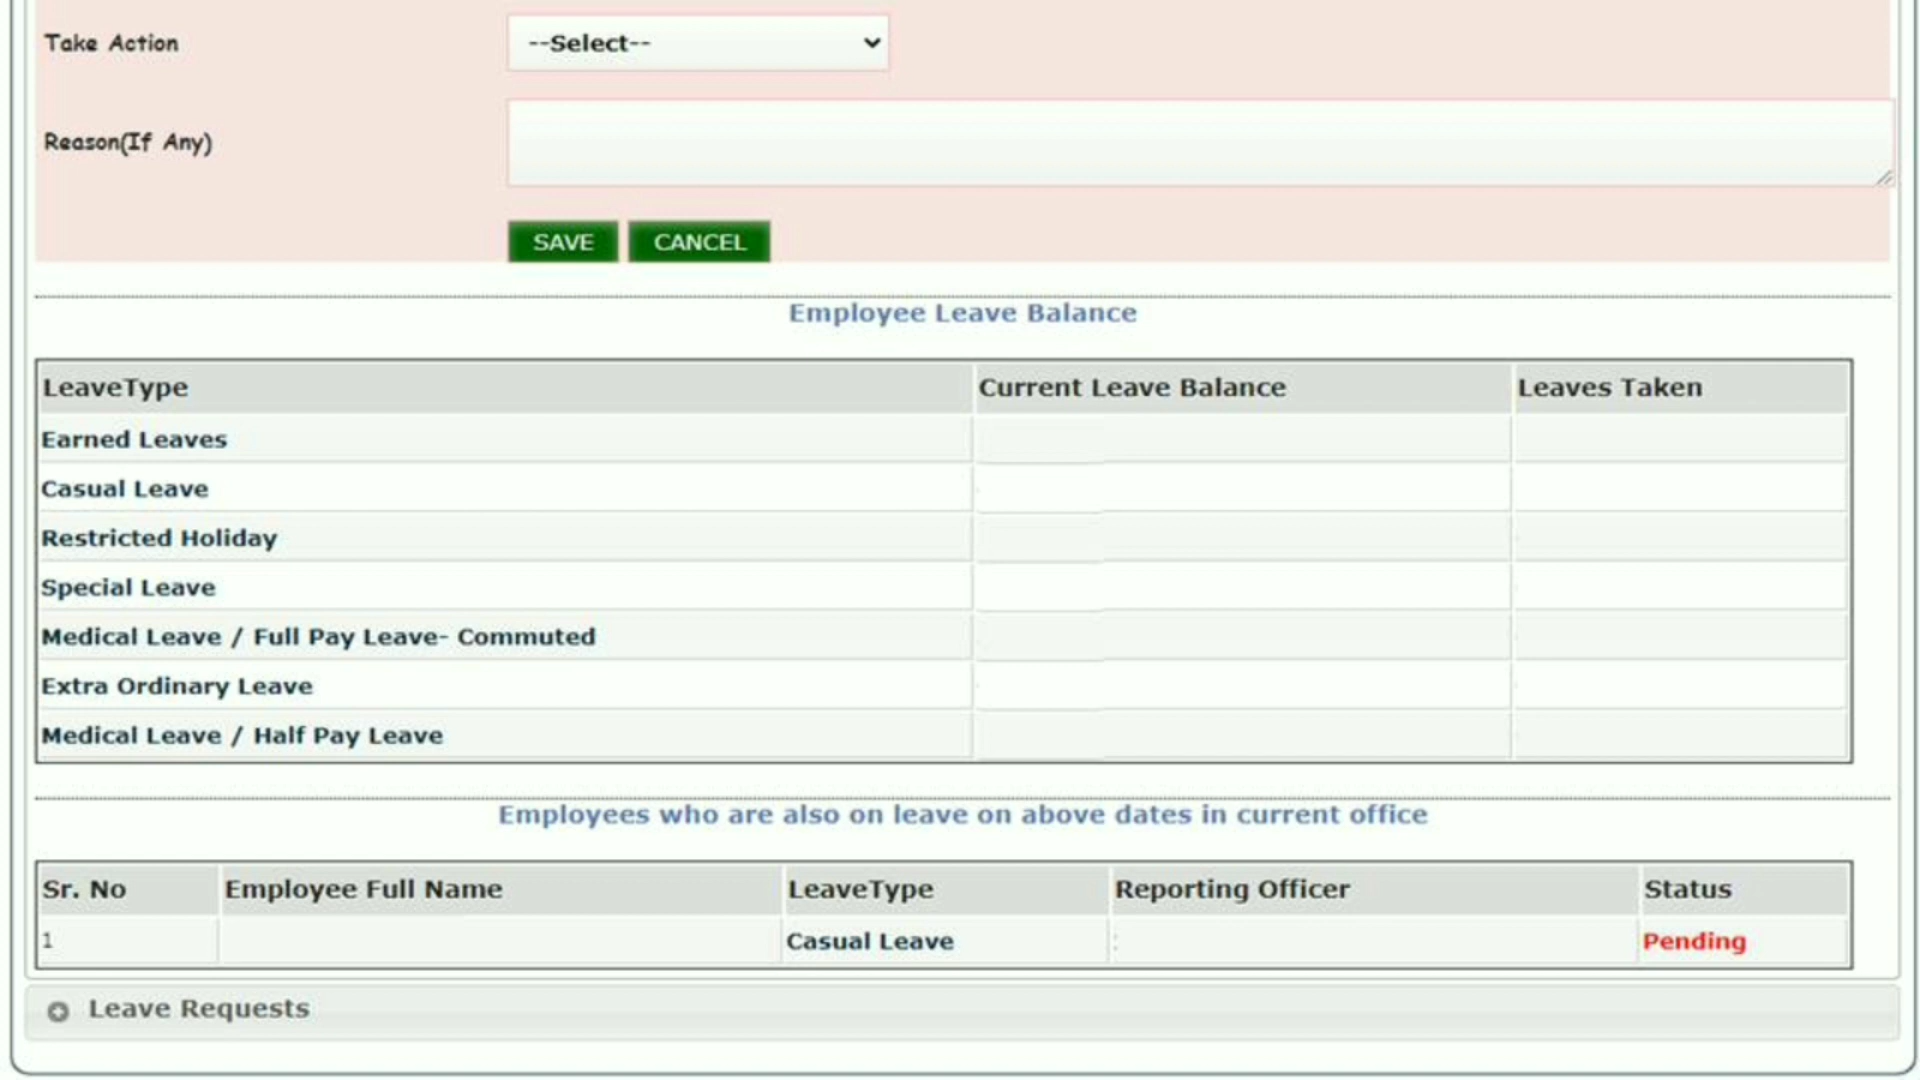 Take Action --Select--
Reason(If Any)
SAVE CANCEL
Employee Leave Balance
LeaveType Current Leave Balance Leaves Taken
Earned Leaves
Casual Leave
Restricted Holiday
Special Leave
Medical Leave / Full Pay Leave- Commuted
Extra Ordinary Leave
Medical Leave / Half Pay Leave
Employees who are also on leave on above dates in current office
Sr. No Employee Full Name LeaveType Reporting Officer Status
1 Casual Leave Pending
Leave Requests